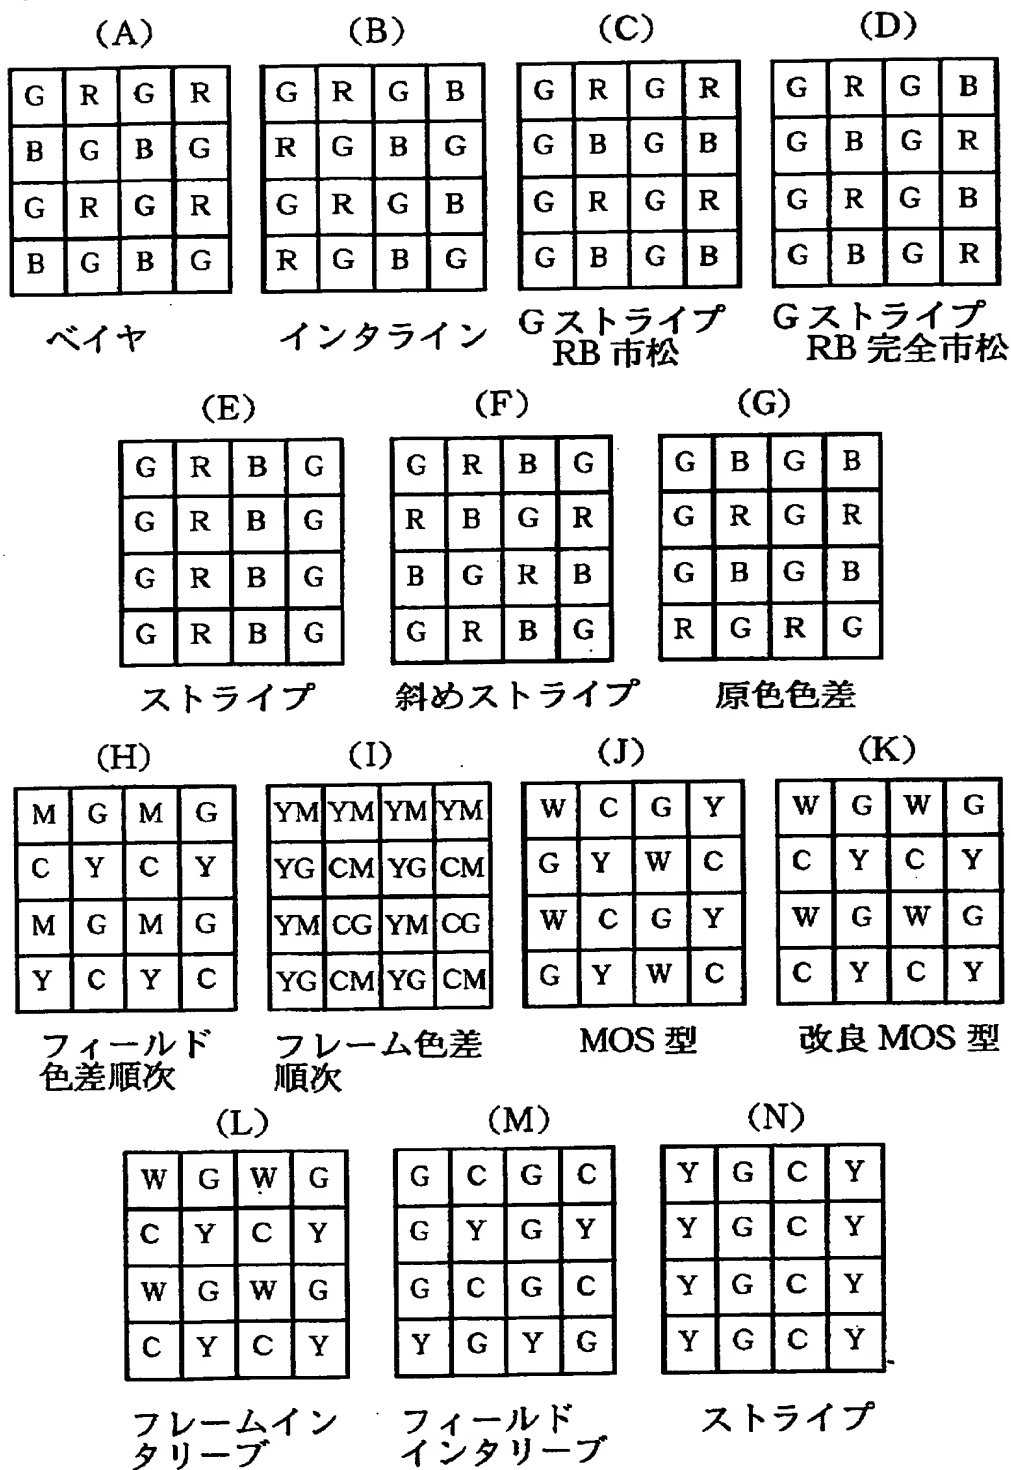 (A) (B) (C) (D)
G R G R G R G B G R G R G R G B
B G B G R G B G G B G B G B G R
G R G R G R G B G R G R G R G B
B G B G R G B G G B G B G B G R
ベイヤ インタライン Gストライプ Gストライプ
RB 市松 RB 完全市松
(E) (F) (G)
G R B G G R B G G B G B
G R B G R B G R G R G R
G R B G B G R B G B G B
G R B G G R B G R G R G
ストライプ 斜めストライプ 原色色差
(H) (I) (J) (K)
M G M G YM YM YM YM W C G Y W G W G
C Y C Y YG CM YG CM G Y W C C Y C Y
M G M G YM CG YM CG W C G Y W G W G
Y C Y C YG CM YG CM G Y W C C Y C Y
フィールド フレーム色差 MOS 型 改良 MOS 型
色差順次 順次
(L) (M) (N)
W G W G G C G C Y G C Y
C Y C Y G Y G Y Y G C Y
W G W G G C G C Y G C Y
C Y C Y Y G Y G Y G C Y
フレームイン フィールド ストライプ
タリーブ インタリーブ